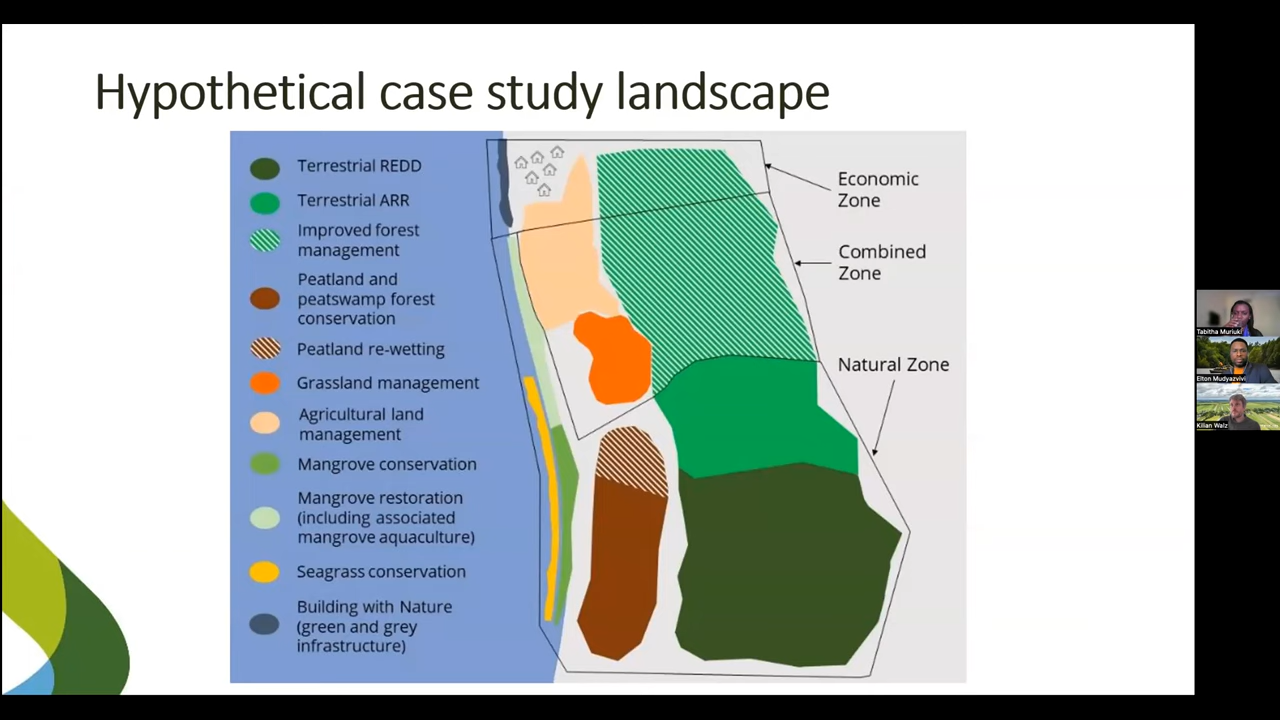 Hypothetical case study landscape
Terrestrial REDD
Terrestrial ARR
Improved forest
management
Peatland and
peatswamp forest
conservation
Peatland re-wetting
Grassland management
Agricultural land
management
Mangrove conservation
Mangrove restoration
(including associated
mangrove aquaculture)
Seagrass conservation
Building with Nature
(green and grey
infrastructure)
Economic
Zone
Combined
Zone
Natural Zone
Tabitha Muriuki
Elton Mudyazvivi
Kilian Walz